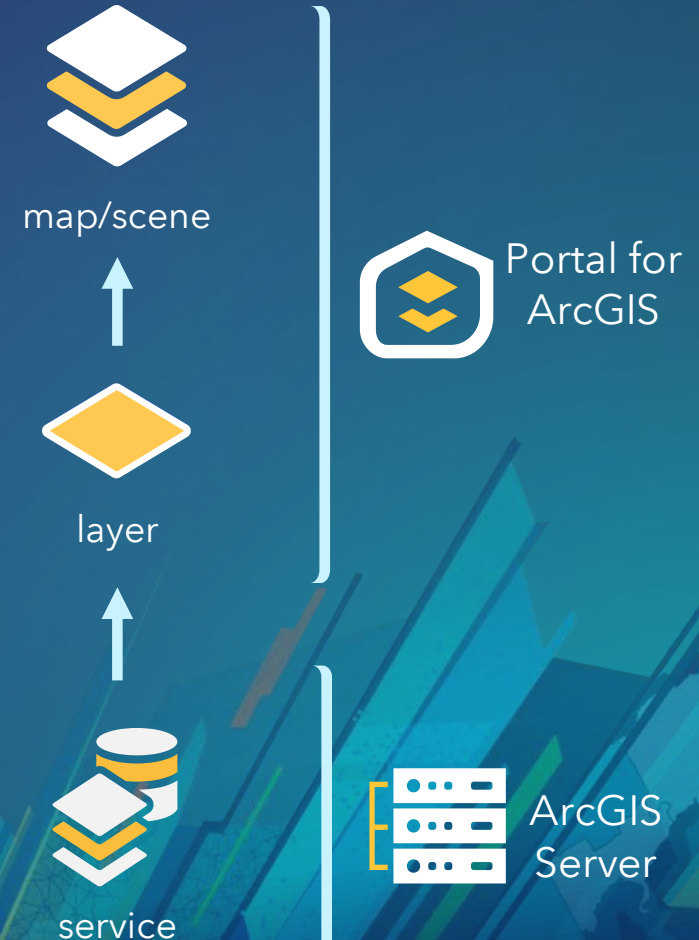 map/scene
Portal for
ArcGIS
layer
ArcGIS
Server
service